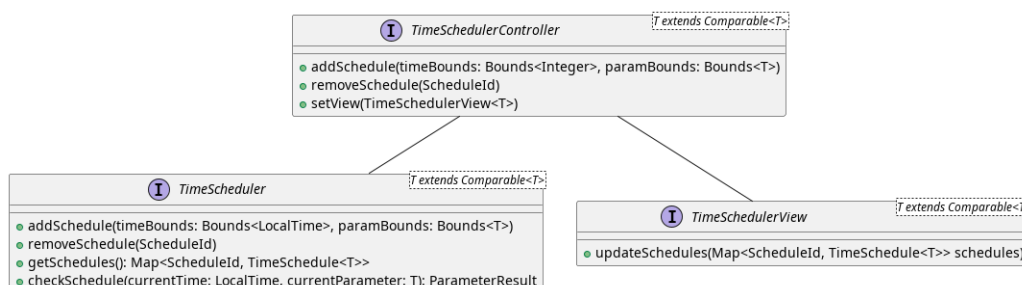 T extends Comparable<T>
I TimeSchedulerController
addSchedule(timeBounds: Bounds<Integer>, paramBounds: Bounds<T>)
removeSchedule(ScheduleId)
setView(TimeSchedulerView<T>)
T extends Comparable<T>
I TimeScheduler
addSchedule(timeBounds: Bounds<LocalTime>, paramBounds: Bounds<T>)
removeSchedule(ScheduleId)
getSchedules(): Map<ScheduleId, TimeSchedule<T>>
checkSchedule(currentTime: LocalTime, currentParameter: T): ParameterResult
T extends Comparable<T
I TimeSchedulerView
updateSchedules(Map<ScheduleId, TimeSchedule<T>> schedules)